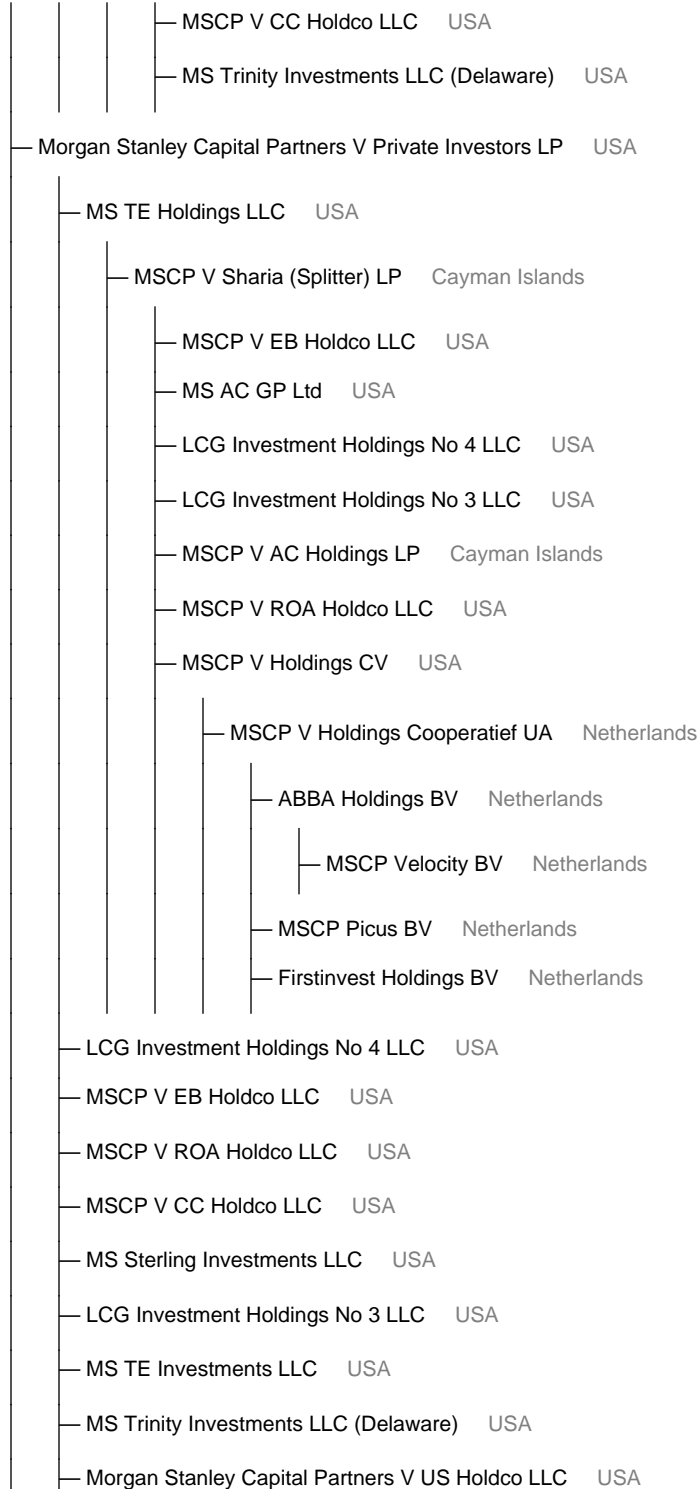 MSCP V CC Holdco LLC USA
MS Trinity Investments LLC (Delaware) USA
Morgan Stanley Capital Partners V Private Investors LP USA
MS TE Holdings LLC USA
MSCP V Sharia (Splitter) LP Cayman Islands
MSCP V EB Holdco LLC USA
MS AC GP Ltd USA
LCG Investment Holdings No 4 LLC USA
LCG Investment Holdings No 3 LLC USA
MSCP V AC Holdings LP Cayman Islands
MSCP V ROA Holdco LLC USA
MSCP V Holdings CV USA
MSCP V Holdings Cooperatief UA Netherlands
ABBA Holdings BV Netherlands
MSCP Velocity BV Netherlands
MSCP Picus BV Netherlands
Firstinvest Holdings BV Netherlands
LCG Investment Holdings No 4 LLC USA
MSCP V EB Holdco LLC USA
MSCP V ROA Holdco LLC USA
MSCP V CC Holdco LLC USA
MS Sterling Investments LLC USA
LCG Investment Holdings No 3 LLC USA
MS TE Investments LLC USA
MS Trinity Investments LLC (Delaware) USA
Morgan Stanley Capital Partners V US Holdco LLC USA